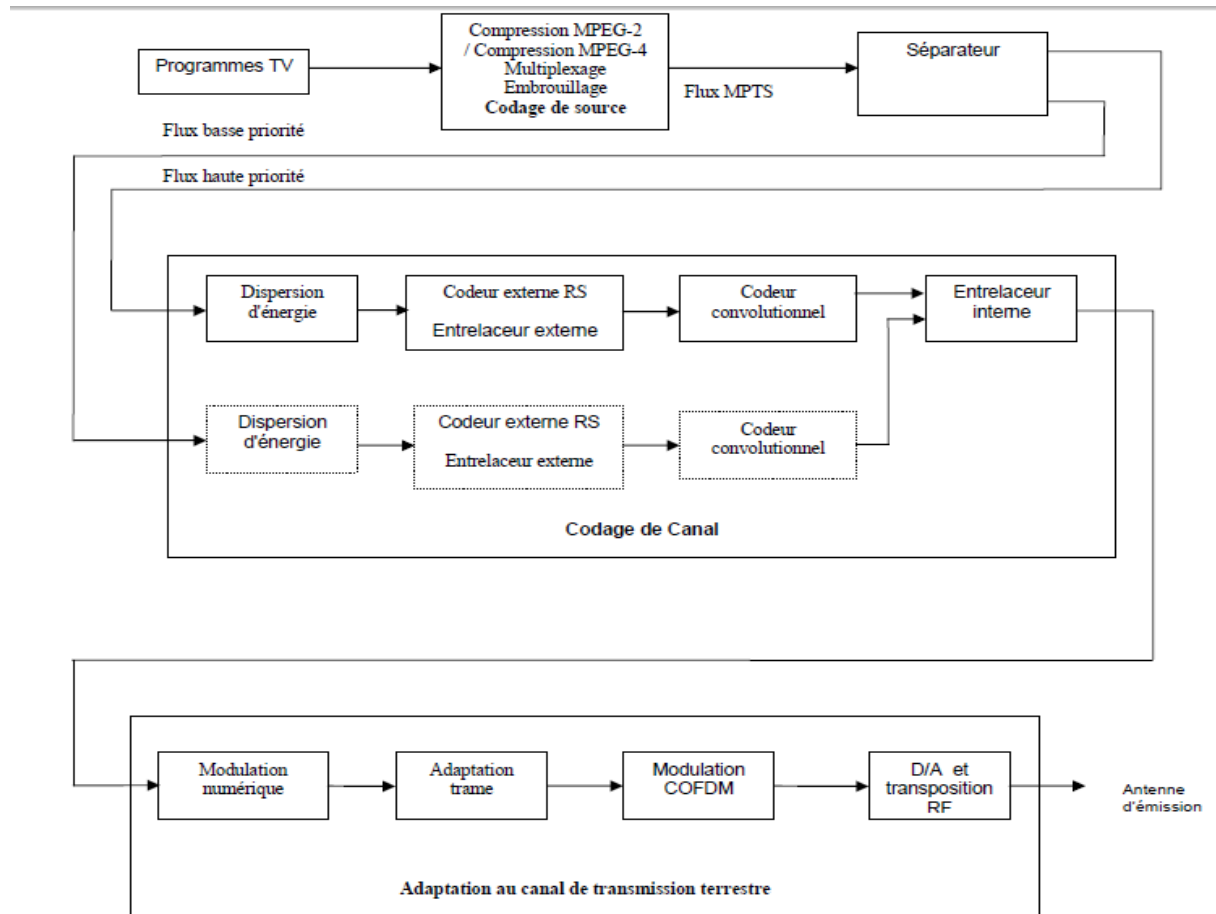 Programmes TV
Compression MPEG-2
/ Compression MPEG-4
Multiplexage
Embrouillage
Codage de source
Flux MPTS
Séparateur
Flux basse priorité
Flux haute priorité
Dispersion
d'énergie
Codeur externe RS
Entrelaceur externe
Codeur
convolutionnel
Entrelaceur
interne
Dispersion
d'énergie
Codeur externe RS
Entrelaceur externe
Codeur
convolutionnel
Codage de Canal
Modulation
numérique
Adaptation
trame
Modulation
COFDM
D/A et
transposition
RF
Antenne
d'émission
Adaptation au canal de transmission terrestre